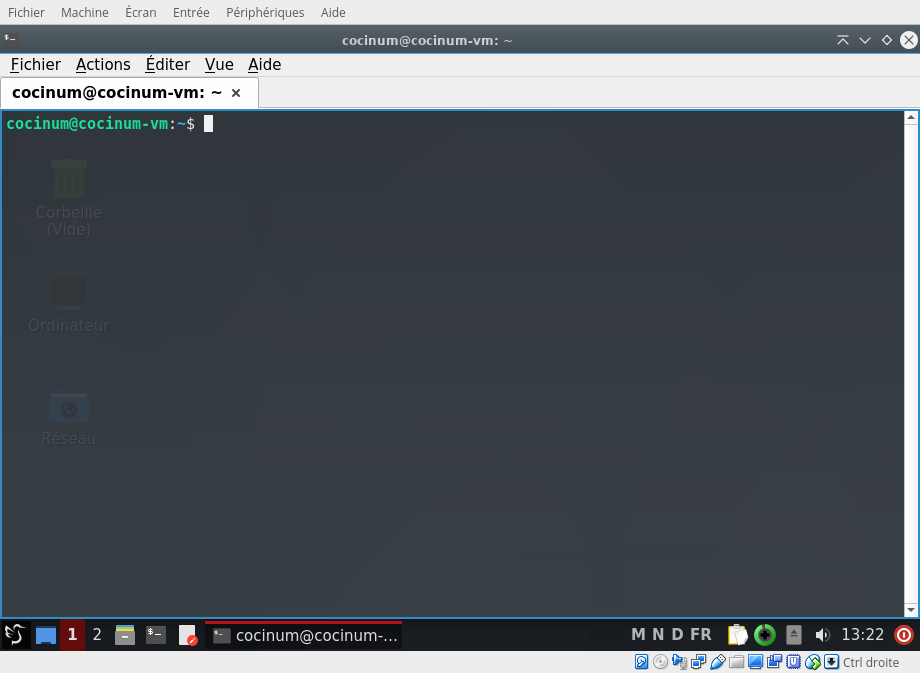 Fichier Machine Écran Entrée Périphériques Aide
cocinum@cocinum-vm: ~
Fichier Actions Éditer Vue Aide
cocinum@cocinum-vm: ~
cocinum@cocinum-vm:~$
Corbeille
(Vide)
Ordinateur
Réseau
1 2 cocinum@cocinum-... M N D FR 13:22
Ctrl droite